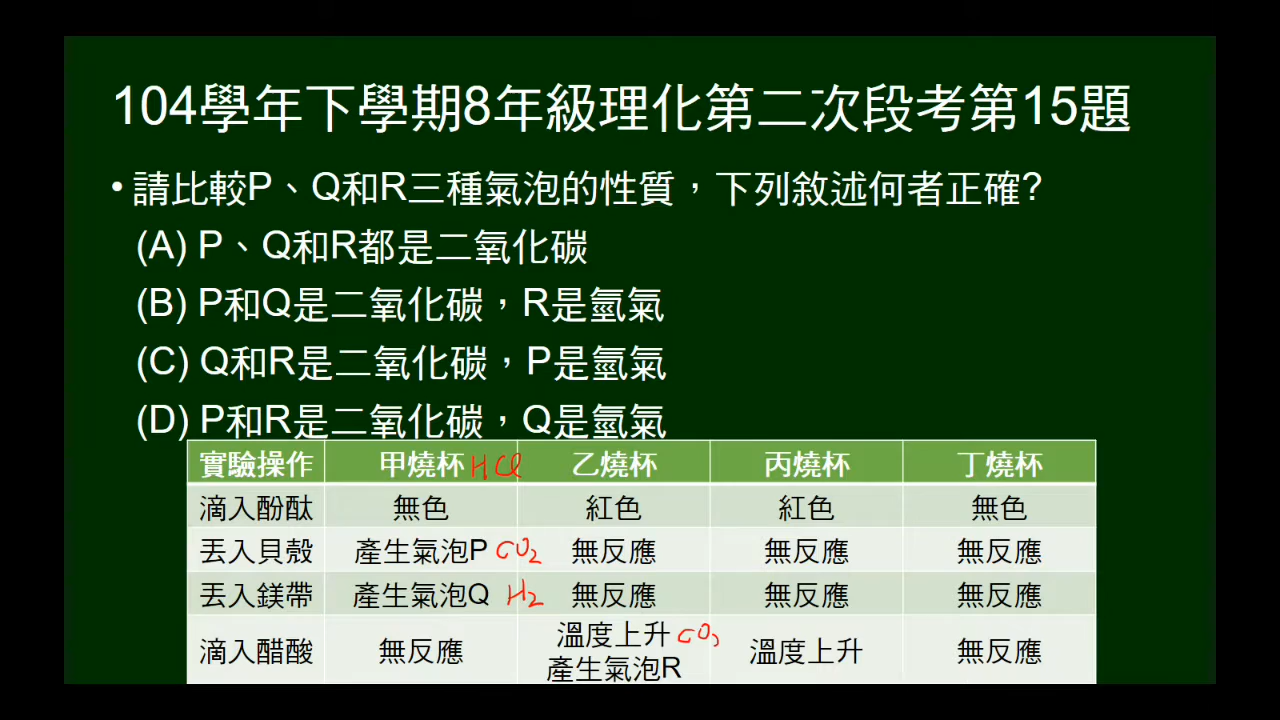 104學年下學期8年級理化第二次段考第15題
• 請比較P、Q和R三種氣泡的性質，下列敘述何者正確?
(A) P、Q和R都是二氧化碳
(B) P和Q是二氧化碳，R是氫氣
(C) Q和R是二氧化碳，P是氫氣
(D) P和R是二氧化碳，Q是氫氣
實驗操作 甲燒杯 HCl 乙燒杯 丙燒杯 丁燒杯
滴入酚酞 無色 紅色 紅色 無色
丟入貝殼 產生氣泡P CO2 無反應 無反應 無反應
丟入鎂帶 產生氣泡Q H2 無反應 無反應 無反應
滴入醋酸 無反應 溫度上升 CO2 溫度上升 無反應
產生氣泡R